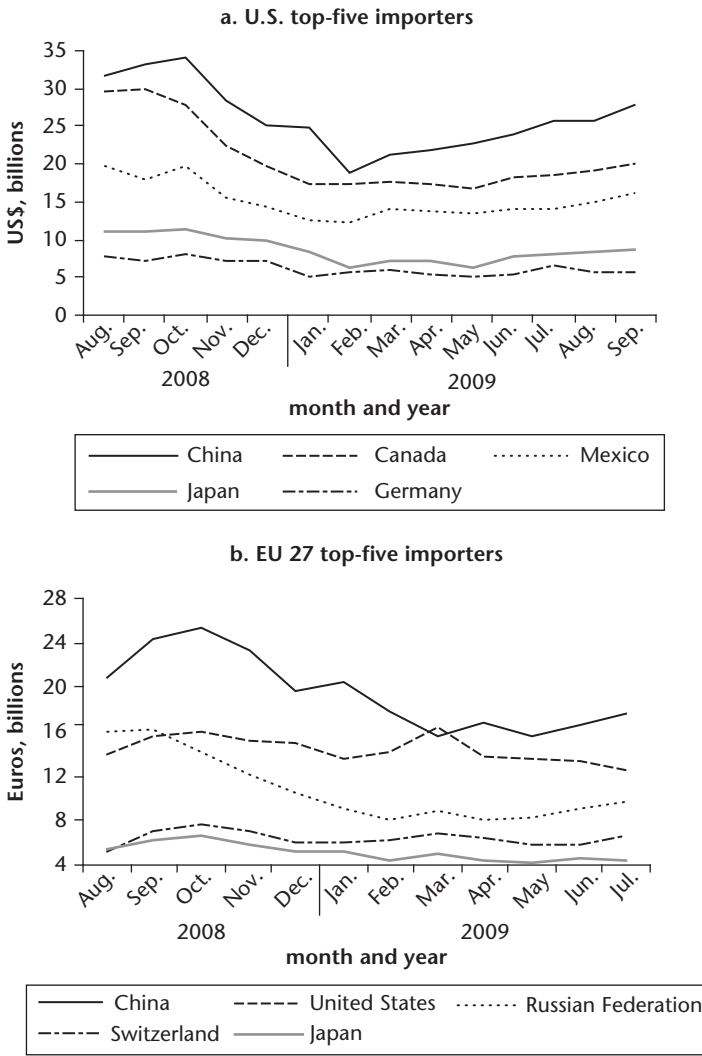 a. U.S. top-five importers
US$, billions
35
30
25
20
15
10
5
0
Aug. Sep. Oct. Nov. Dec. Jan. Feb. Mar. Apr. May Jun. Jul. Aug. Sep.
2008 2009
month and year
China Canada Mexico
Japan Germany
b. EU 27 top-five importers
Euros, billions
28
24
20
16
12
8
4
Aug. Sep. Oct. Nov. Dec. Jan. Feb. Mar. Apr. May Jun. Jul.
2008 2009
month and year
China United States Russian Federation
Switzerland Japan